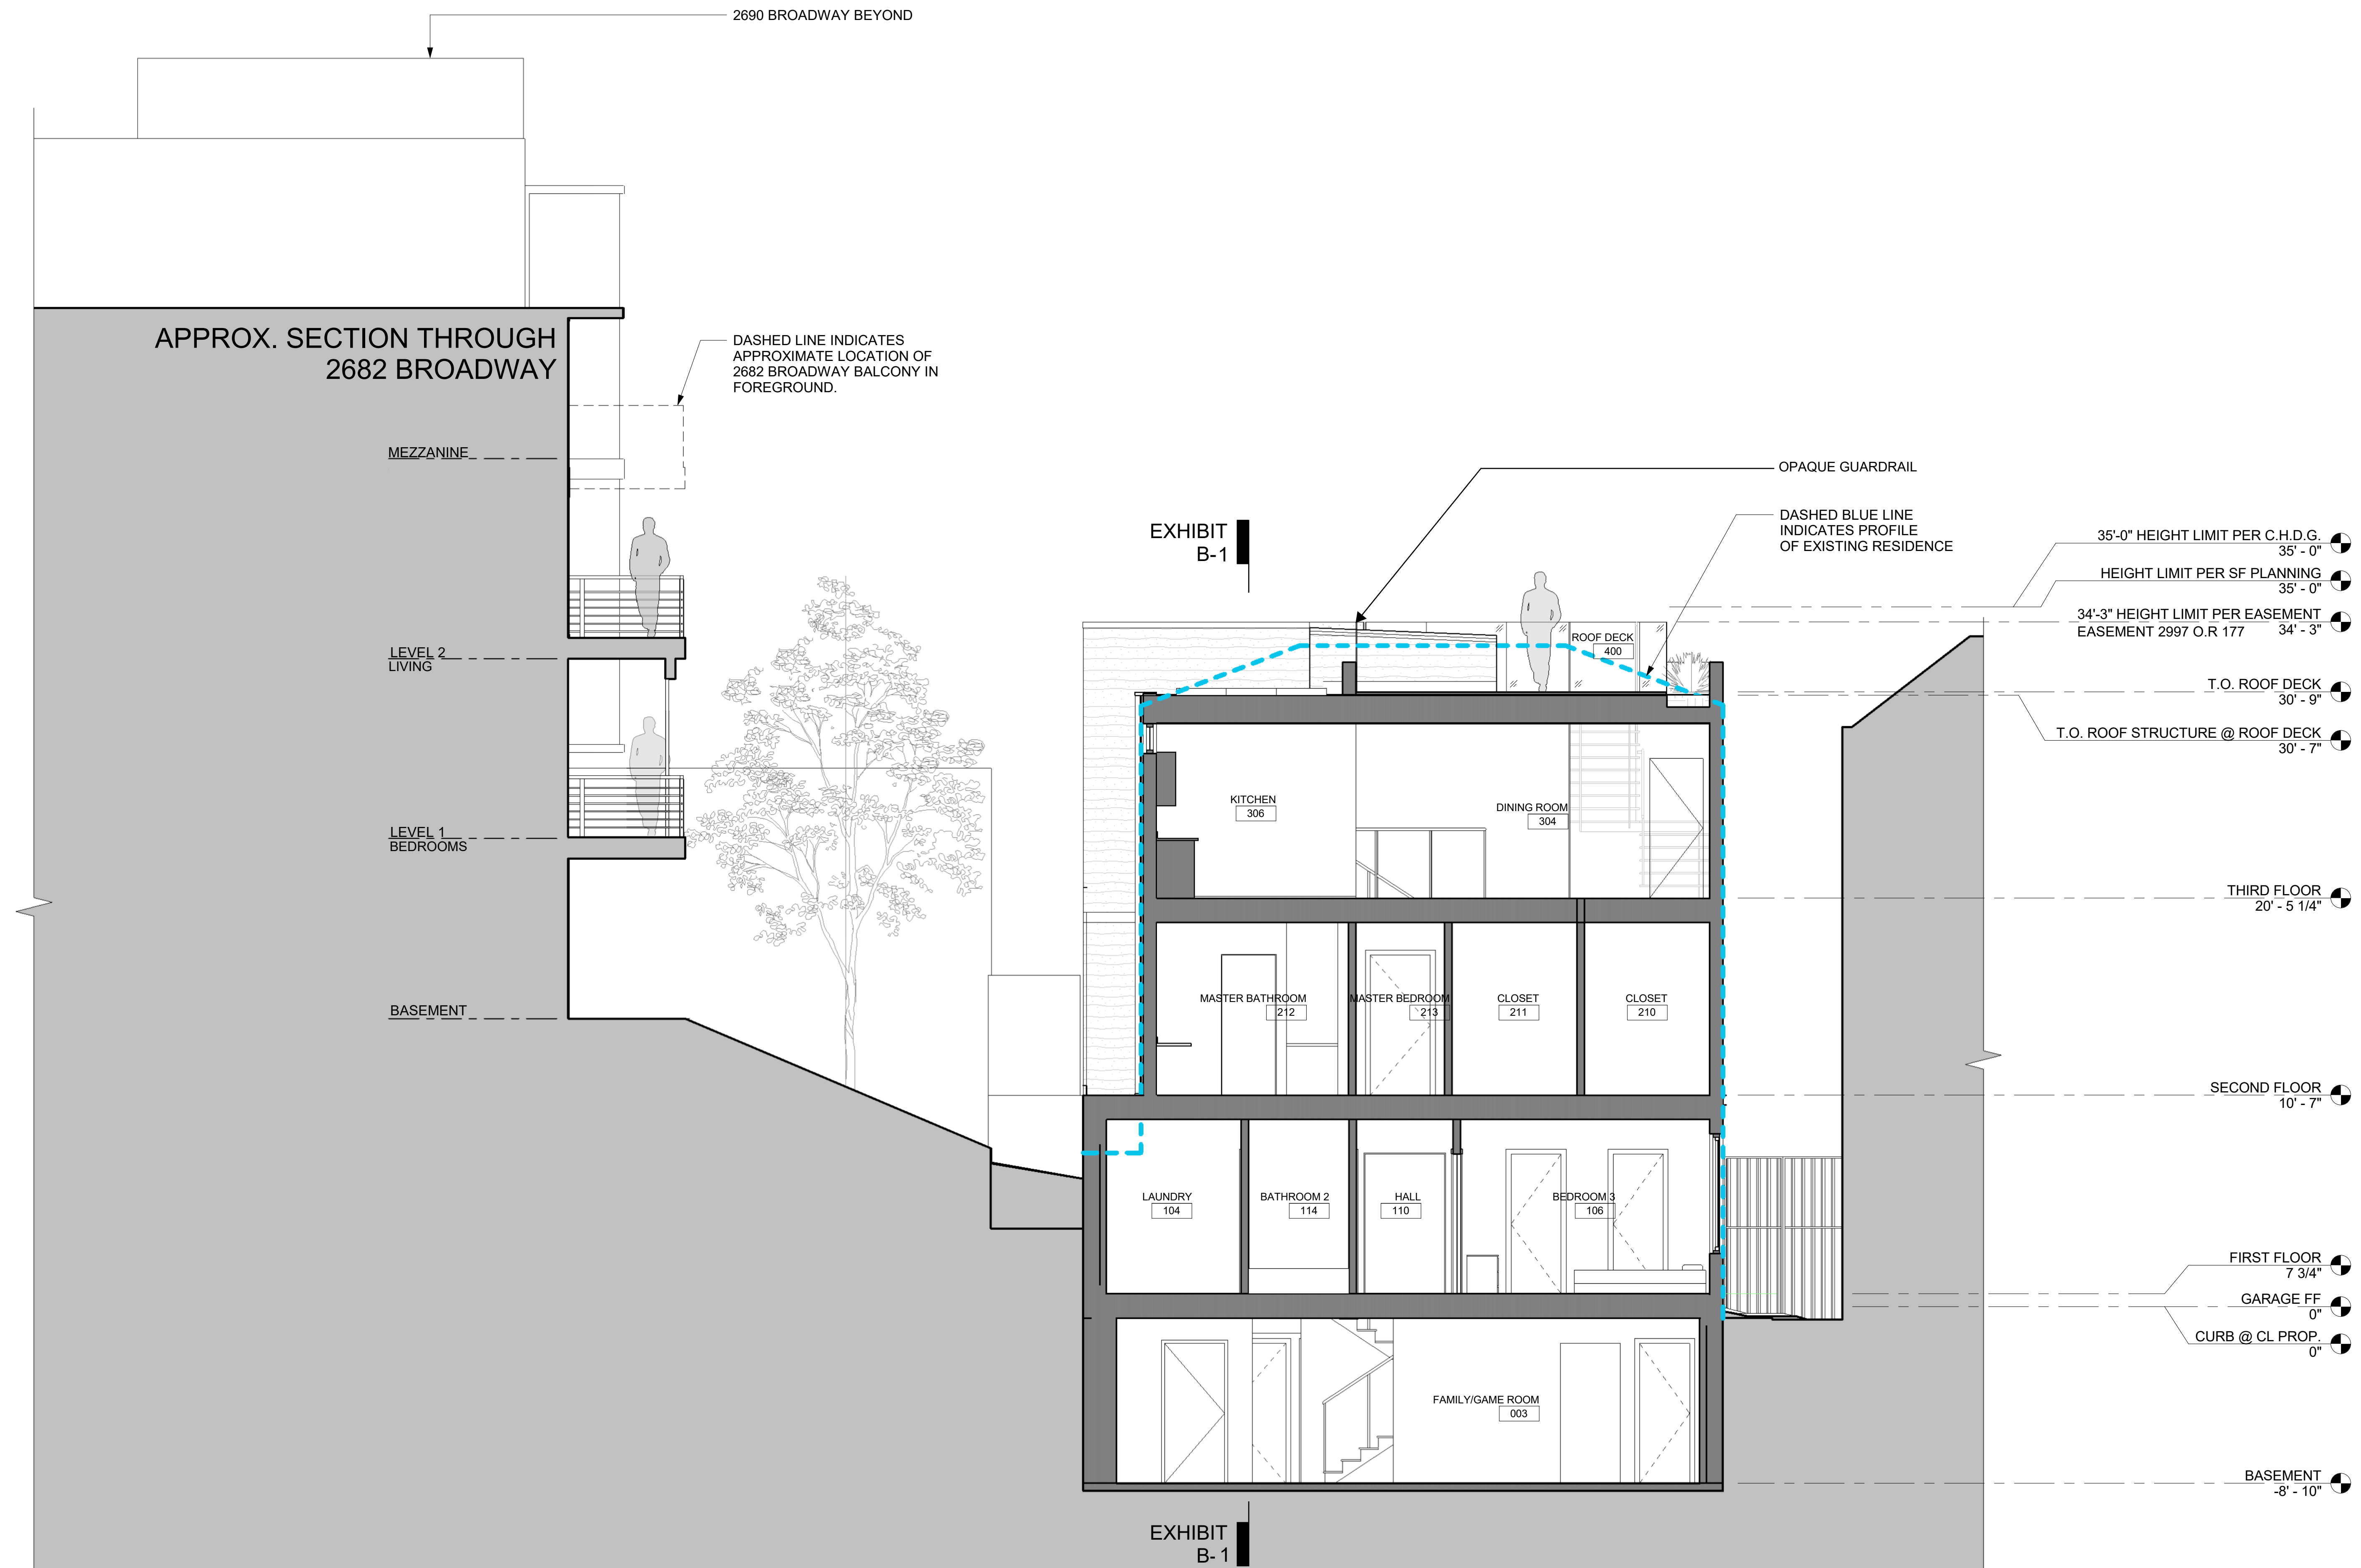 2690 BROADWAY BEYOND
APPROX. SECTION THROUGH
2682 BROADWAY
DASHED LINE INDICATES
APPROXIMATE LOCATION OF
2682 BROADWAY BALCONY IN
FOREGROUND.
MEZZANINE
LEVEL 2
LIVING
LEVEL 1
BEDROOMS
BASEMENT
EXHIBIT
B-1
OPAQUE GUARDRAIL
DASHED BLUE LINE
INDICATES PROFILE
OF EXISTING RESIDENCE
ROOF DECK
400
KITCHEN
306
DINING ROOM
304
MASTER BATHROOM
212
MASTER BEDROOM
213
CLOSET
211
CLOSET
210
LAUNDRY
104
BATHROOM 2
114
HALL
110
BEDROOM 3
106
FAMILY/GAME ROOM
003
EXHIBIT
B- 1
35'-0" HEIGHT LIMIT PER C.H.D.G.
35' - 0"
HEIGHT LIMIT PER SF PLANNING
35' - 0"
34'-3" HEIGHT LIMIT PER EASEMENT
EASEMENT 2997 O.R 177 34' - 3"
T.O. ROOF DECK
30' - 9"
T.O. ROOF STRUCTURE @ ROOF DECK
30' - 7"
THIRD FLOOR
20' - 5 1/4"
SECOND FLOOR
10' - 7"
FIRST FLOOR
7 3/4"
GARAGE FF
0"
CURB @ CL PROP.
0"
BASEMENT
-8' - 10"